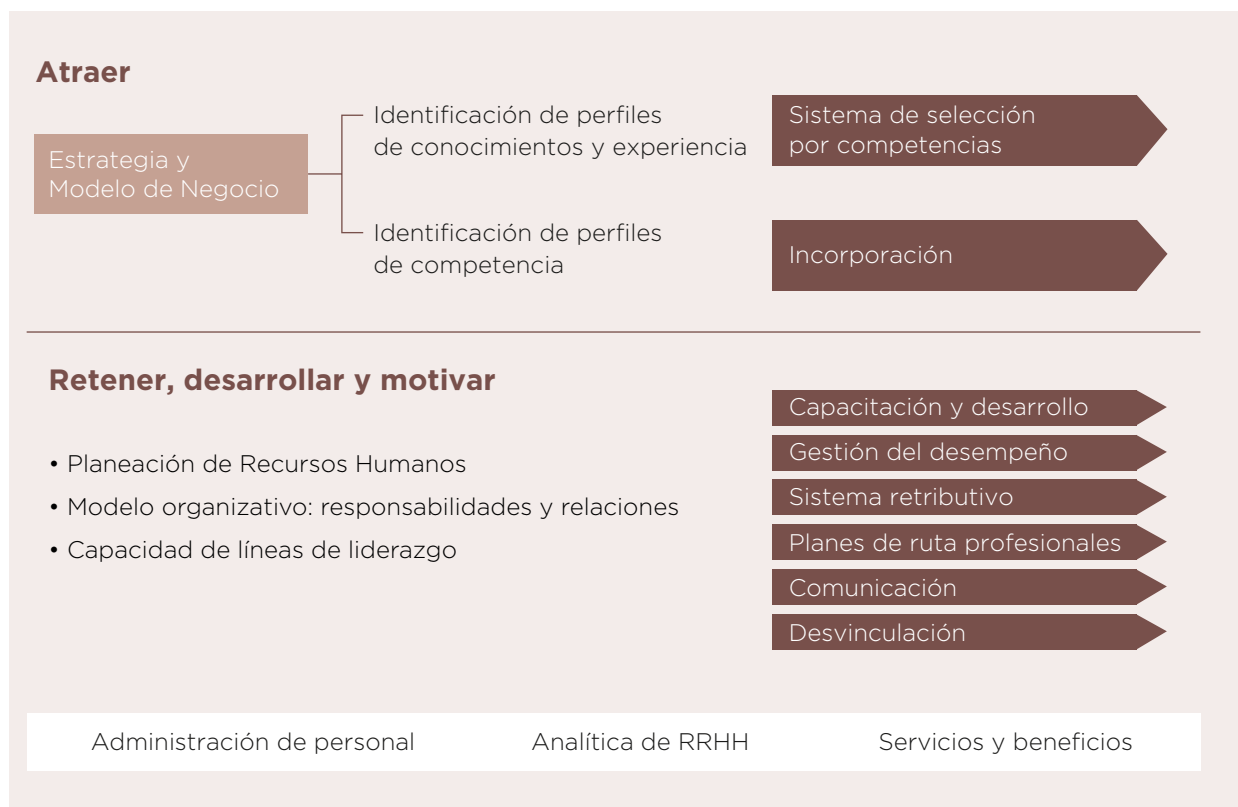 Atraer
Estrategia y
Modelo de Negocio
Identificación de perfiles
de conocimientos y experiencia
Identificación de perfiles
de competencia
Sistema de selección
por competencias
Incorporación
Retener, desarrollar y motivar
• Planeación de Recursos Humanos
• Modelo organizativo: responsabilidades y relaciones
• Capacidad de líneas de liderazgo
Capacitación y desarrollo
Gestión del desempeño
Sistema retributivo
Planes de ruta profesionales
Comunicación
Desvinculación
Administración de personal
Analítica de RRHH
Servicios y beneficios